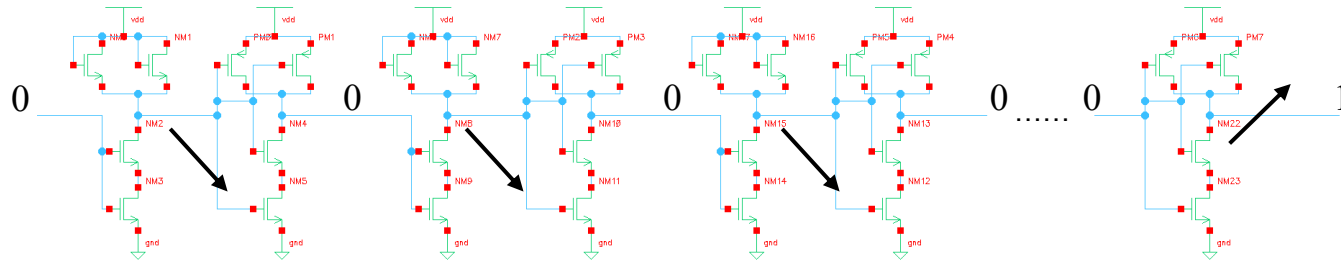 vdd vdd vdd vdd vdd vdd vdd
NM1 PM1 NM7 PM2 PM3 NM16 PM5 PM4 PM6 PM7
0 0 0 0 ...... 0 1
NM2 NM4 NM8 NM10 NM15 NM13 NM22
NM3 NM5 NM9 NM11 NM14 NM12 NM23
gnd gnd gnd gnd gnd gnd gnd